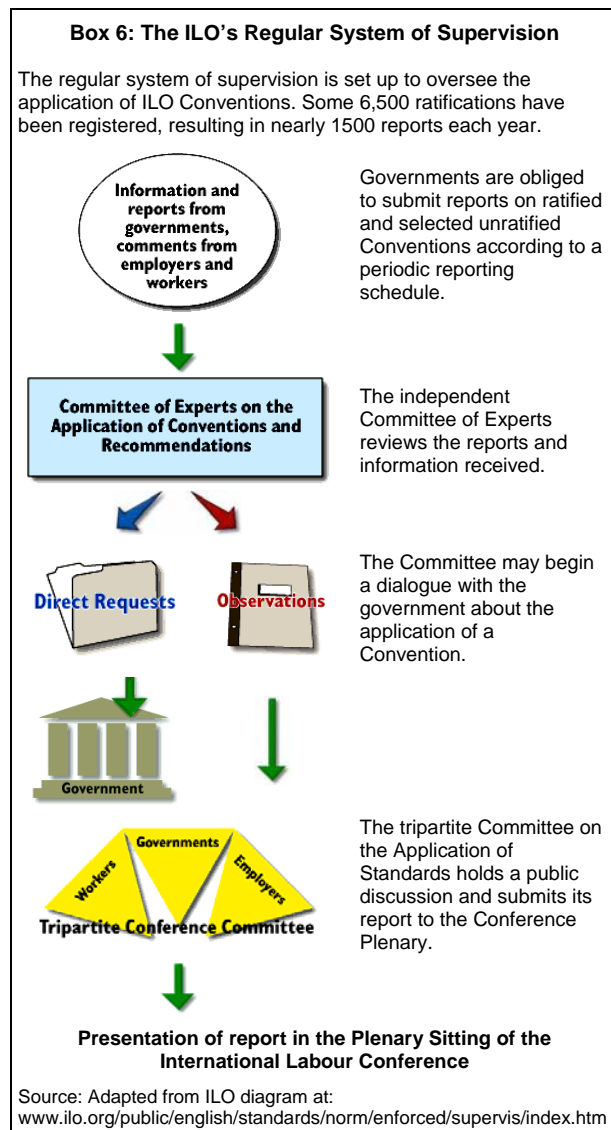 Box 6: The ILO's Regular System of Supervision
The regular system of supervision is set up to oversee the
application of ILO Conventions. Some 6,500 ratifications have
been registered, resulting in nearly 1500 reports each year.
Information and
reports from
governments,
comments from
employers and
workers
Governments are obliged
to submit reports on ratified
and selected unratified
Conventions according to a
periodic reporting
schedule.
Committee of Experts on the
Application of Conventions and
Recommendations
The independent
Committee of Experts
reviews the reports and
information received.
Direct Requests
Observations
The Committee may begin
a dialogue with the
government about the
application of a
Convention.
Government
Workers
Governments
Employers
Tripartite Conference Committee
The tripartite Committee on
the Application of
Standards holds a public
discussion and submits its
report to the Conference
Plenary.
Presentation of report in the Plenary Sitting of the
International Labour Conference
Source: Adapted from ILO diagram at:
www.ilo.org/public/english/standards/norm/enforced/supervis/index.htm